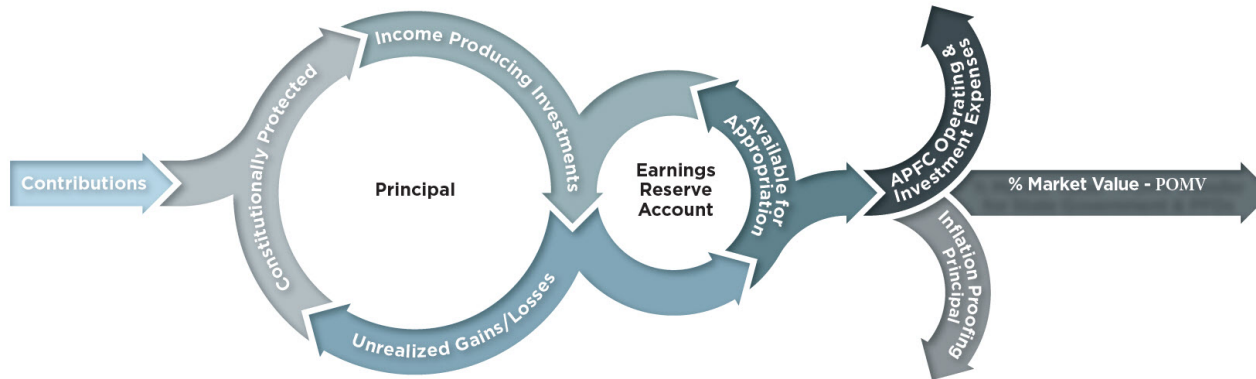 Contributions
Constitutionally Protected
Income Producing Investments
Principal
Unrealized Gains/Losses
Earnings
Reserve
Account
Available for
Appropriation
APFC Operating &
Investment Expenses
% Market Value - POMV
Inflation Proofing
Principal